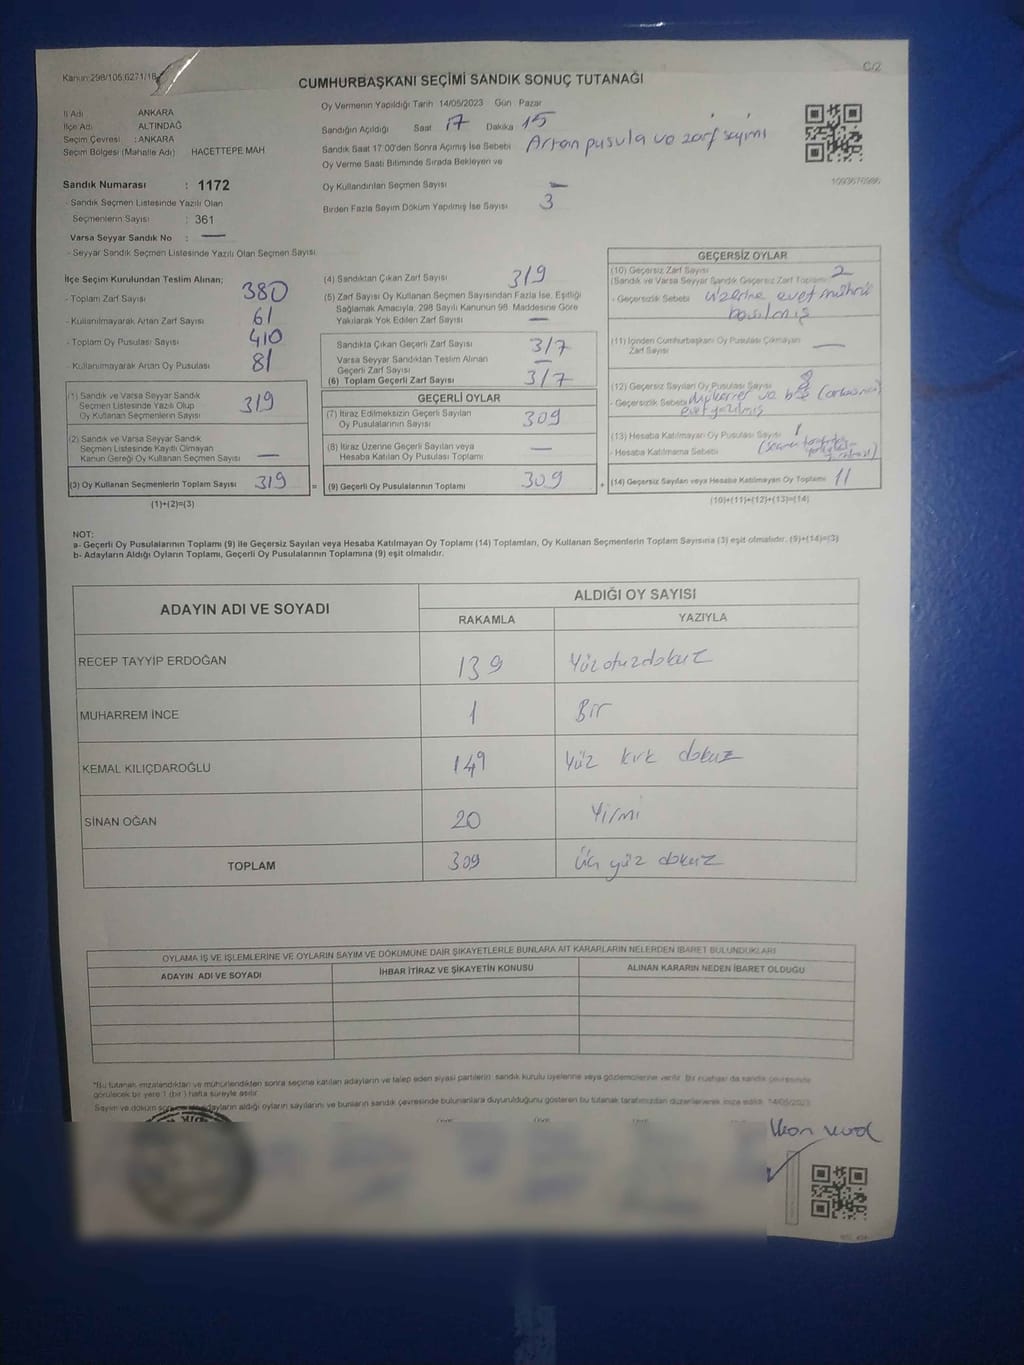 Kanun:298/105,6271/18
C/2
CUMHURBAŞKANI SEÇİMİ SANDIK SONUÇ TUTANAĞI
İl Adı ANKARA
İlçe Adı ALTINDAĞ
Seçim Çevresi : ANKARA
Seçim Bölgesi (Mahalle Adı) HACETTEPE MAH
Sandık Numarası : 1172
- Sandık Seçmen Listesinde Yazılı Olan
Seçmenlerin Sayısı : 361
Varsa Seyyar Sandık No : —
- Seyyar Sandık Seçmen Listesinde Yazılı Olan Seçmen Sayısı
Oy Vermenin Yapıldığı Tarih 14/05/2023 Gün : Pazar
Sandığın Açıldığı Saat 17 Dakika 15
Sandık Saat 17:00'den Sonra Açımış İse Sebebi Artan pusula ve zarf sayımı
Oy Verme Saati Bitiminde Sırada Bekleyen ve
Oy Kullandırılan Seçmen Sayısı —
Birden Fazla Sayım Döküm Yapılmış İse Sayısı 3
1093676986
İlçe Seçim Kurulundan Teslim Alınan;
- Toplam Zarf Sayısı 380
- Kullanılmayarak Artan Zarf Sayısı 61
- Toplam Oy Pusulası Sayısı 410
- Kullanılmayarak Artan Oy Pusulası 81
(1) Sandık ve Varsa Seyyar Sandık
Seçmen Listesinde Yazılı Olup
Oy Kullanan Seçmenlerin Sayısı 319
(2) Sandık ve Varsa Seyyar Sandık
Seçmen Listesinde Kayıtlı Olmayan
Kanun Gereği Oy Kullanan Seçmen Sayısı —
(3) Oy Kullanan Seçmenlerin Toplam Sayısı 319
(1)+(2)=(3)
(4) Sandıktan Çıkan Zarf Sayısı 319
(5) Zarf Sayısı Oy Kullanan Seçmen Sayısından Fazla İse, Eşitliği
Sağlamak Amacıyla, 298 Sayılı Kanunun 98. Maddesine Göre
Yakılarak Yok Edilen Zarf Sayısı —
Sandıkta Çıkan Geçerli Zarf Sayısı 317
Varsa Seyyar Sandıktan Teslim Alınan
Geçerli Zarf Sayısı —
(6) Toplam Geçerli Zarf Sayısı 317
GEÇERLİ OYLAR
(7) İtiraz Edilmeksizin Geçerli Sayılan
Oy Pusulalarının Sayısı 309
(8) İtiraz Üzerine Geçerli Sayılan veya
Hesaba Katılan Oy Pusulası Toplamı —
= (9) Geçerli Oy Pusulalarının Toplamı 309 +
GEÇERSİZ OYLAR
(10) Geçersiz Zarf Sayısı 2
(Sandık ve Varsa Seyyar Sandık Geçersiz Zarf Toplamı)
- Geçersizlik Sebebi üzerine evet mührü
basılmış
(11) İçinden Cumhurbaşkanı Oy Pusulası Çıkmayan
Zarf Sayısı —
(12) Geçersiz Sayılan Oy Pusulası Sayısı 8
- Geçersizlik Sebebi
(13) Hesaba Katılmayan Oy Pusulası Sayısı 1
- Hesaba Katılmama Sebebi
(14) Geçersiz Sayılan veya Hesaba Katılmayan Oy Toplamı 11
(10)+(11)+(12)+(13)=(14)
NOT:
a- Geçerli Oy Pusulalarının Toplamı (9) ile Geçersiz Sayılan veya Hesaba Katılmayan Oy Toplamı (14) Toplamları, Oy Kullanan Seçmenlerin Toplam Sayısına (3) eşit olmalıdır. (9)+(14)=(3)
b- Adayların Aldığı Oyların Toplamı, Geçerli Oy Pusulalarının Toplamına (9) eşit olmalıdır.
ADAYIN ADI VE SOYADI ALDIĞI OY SAYISI
RAKAMLA YAZIYLA
RECEP TAYYİP ERDOĞAN 139 Yüzotuzdokuz
MUHARREM İNCE 1 Bir
KEMAL KILIÇDAROĞLU 149 Yüz kırk dokuz
SİNAN OĞAN 20 Yirmi
TOPLAM 309 Üç yüz dokuz
OYLAMA İŞ VE İŞLEMLERİNE VE OYLARIN SAYIM VE DÖKÜMÜNE DAİR ŞİKAYETLERLE BUNLARA AİT KARARLARIN NELERDEN İBARET BULUNDUKLARI
ADAYIN ADI VE SOYADI İHBAR İTİRAZ VE ŞİKAYETİN KONUSU ALINAN KARARIN NEDEN İBARET OLDUĞU
*Bu tutanak imzalandıktan ve mühürlendikten sonra seçime katılan adayların ve talep eden siyasi partilerin sandık kurulu üyelerine veya gözlemcilerine verilir. Bir nushası da sandık çevresinde
görülecek bir yere 1 (bir) hafta süreyle asılır.
Sayım ve döküm adayların aldığı oyların sayılarını ve bunların sandık çevresinde bulunanlara duyurulduğunu gösteren bu tutanak tarafımızdan düzenlenerek imza edildi. 14/05/2023